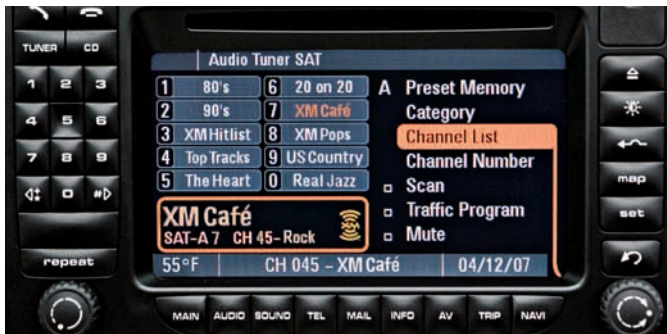 TUNER CD
1 2 3
4 5 6
7 8 9
0 #
repeat
Audio Tuner SAT
1 80's 6 20 on 20 A Preset Memory
2 90's 7 XM Café Category
3 XMHitlist 8 XM Pops Channel List
4 Top Tracks 9 US Country Channel Number
5 The Heart 0 Real Jazz Scan
XM Café Traffic Program
SAT-A 7 CH 45-Rock XM Mute
55°F CH 045 - XM Café 04/12/07
MAIN AUDIO SOUND TEL MAIL INFO AV TRIP NAVI
map
set